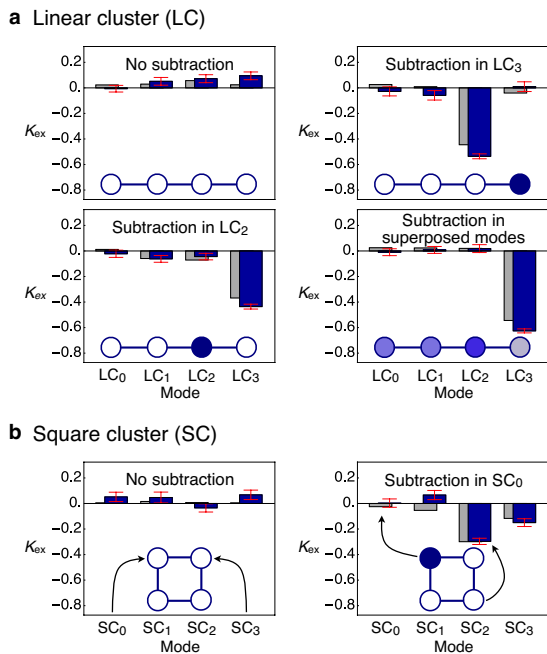 a Linear cluster (LC)
No subtraction
0.2
0
−0.2
−0.4
−0.6
−0.8
Kex
Subtraction in LC3
0.2
0
−0.2
−0.4
−0.6
−0.8
Kex
Subtraction in LC2
0.2
0
−0.2
−0.4
−0.6
−0.8
Kex
LC0 LC1 LC2 LC3
Mode
Subtraction in
superposed modes
0.2
0
−0.2
−0.4
−0.6
−0.8
Kex
LC0 LC1 LC2 LC3
Mode
b Square cluster (SC)
No subtraction
0.2
0
−0.2
−0.4
−0.6
−0.8
Kex
SC0 SC1 SC2 SC3
Mode
Subtraction in SC0
0.2
0
−0.2
−0.4
−0.6
−0.8
Kex
SC0 SC1 SC2 SC3
Mode